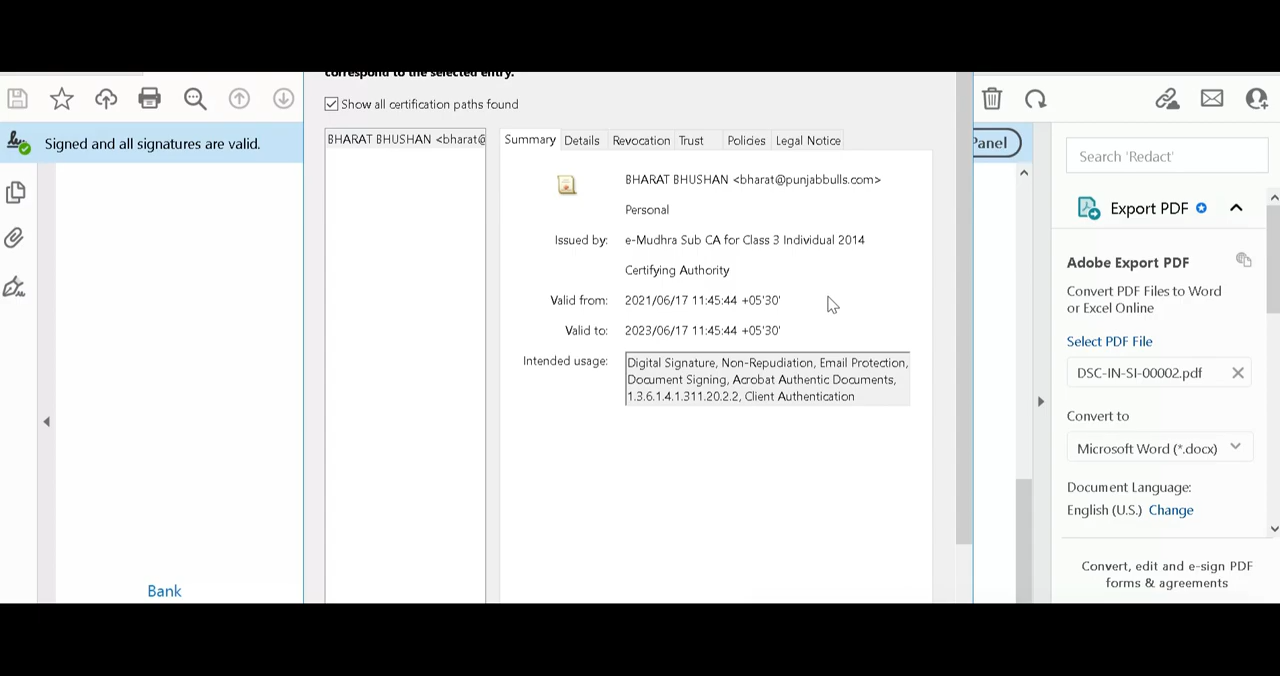 correspond to the selected entry.
Show all certification paths found
Signed and all signatures are valid.
BHARAT BHUSHAN <bharat@
Summary Details Revocation Trust Policies Legal Notice
BHARAT BHUSHAN <bharat@punjabbulls.com>
Personal
Issued by: e-Mudhra Sub CA for Class 3 Individual 2014
Certifying Authority
Valid from: 2021/06/17 11:45:44 +05'30'
Valid to: 2023/06/17 11:45:44 +05'30'
Intended usage: Digital Signature, Non-Repudiation, Email Protection,
Document Signing, Acrobat Authentic Documents,
1.3.6.1.4.1.311.20.2.2, Client Authentication
Bank
Panel
Search 'Redact'
Export PDF
Adobe Export PDF
Convert PDF Files to Word
or Excel Online
Select PDF File
DSC-IN-SI-00002.pdf
Convert to
Microsoft Word (*.docx)
Document Language:
English (U.S.) Change
Convert, edit and e-sign PDF
forms & agreements